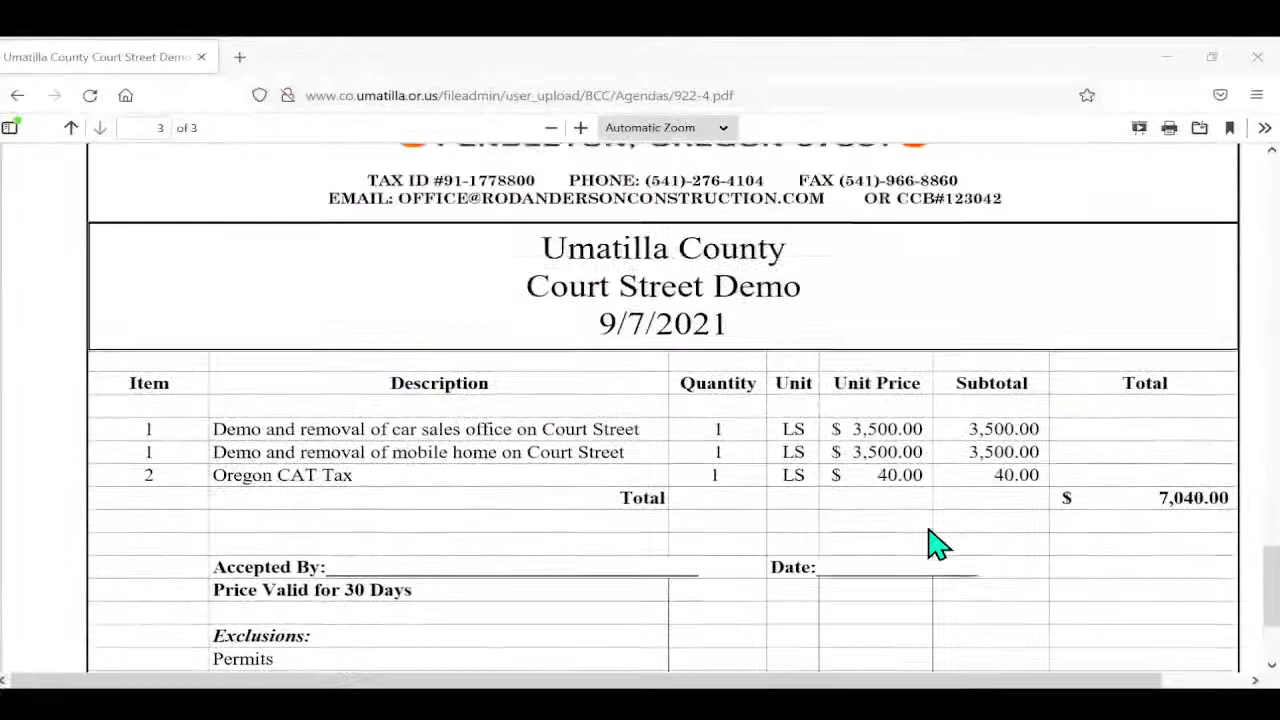 Umatilla County Court Street Demo
www.co.umatilla.or.us/fileadmin/user_upload/BCC/Agendas/922-4.pdf
3 of 3 Automatic Zoom
PENDLETON, OREGON 97801
TAX ID #91-1778800 PHONE: (541)-276-4104 FAX (541)-966-8860
EMAIL: OFFICE@RODANDERSONCONSTRUCTION.COM OR CCB#123042
Umatilla County
Court Street Demo
9/7/2021
Item Description Quantity Unit Unit Price Subtotal Total
1 Demo and removal of car sales office on Court Street 1 LS $ 3,500.00 3,500.00
1 Demo and removal of mobile home on Court Street 1 LS $ 3,500.00 3,500.00
2 Oregon CAT Tax 1 LS $ 40.00 40.00
Total $ 7,040.00
Accepted By: Date:
Price Valid for 30 Days
Exclusions:
Permits